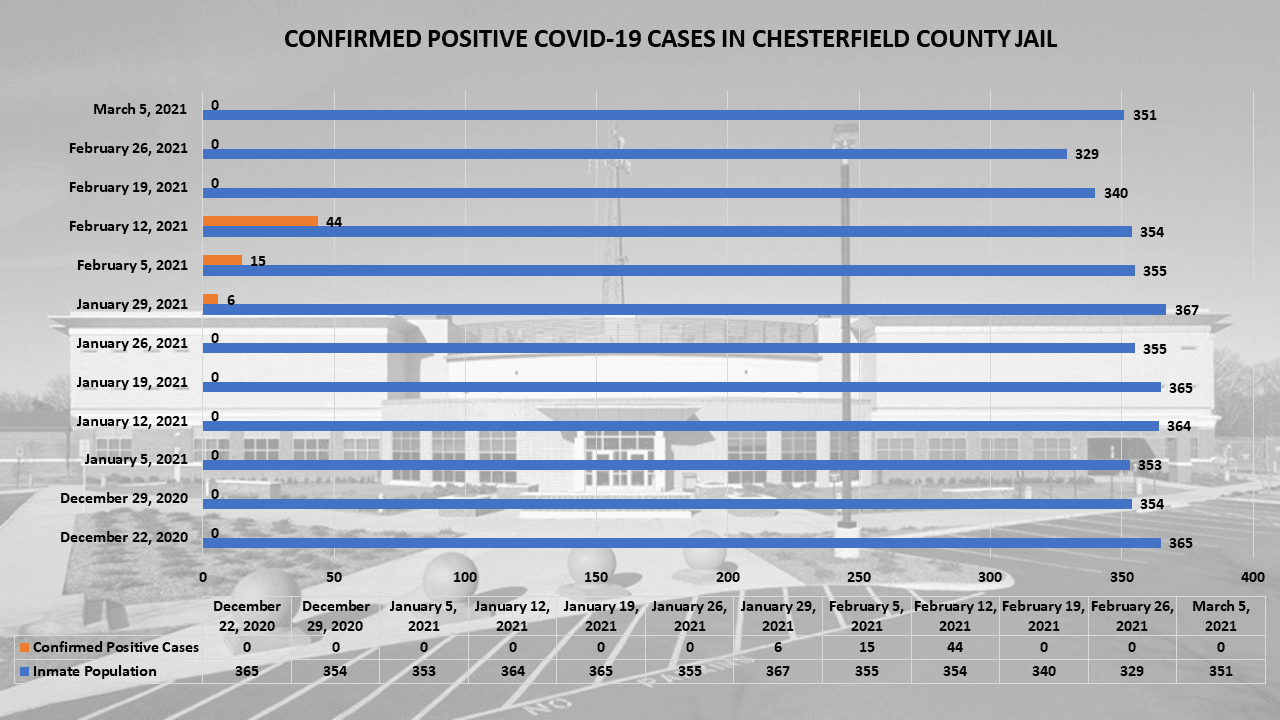 CONFIRMED POSITIVE COVID-19 CASES IN CHESTERFIELD COUNTY JAIL
March 5, 2021 0 351
February 26, 2021 0 329
February 19, 2021 0 340
February 12, 2021 44 354
February 5, 2021 15 355
January 29, 2021 6 367
January 26, 2021 0 355
January 19, 2021 0 365
January 12, 2021 0 364
January 5, 2021 0 353
December 29, 2020 0 354
December 22, 2020 0 365
0 50 100 150 200 250 300 350 400
December December January 5, January 12, January 19, January 26, January 29, February 5, February 12, February 19, February 26, March 5,
22, 2020 29, 2020 2021 2021 2021 2021 2021 2021 2021 2021 2021 2021
Confirmed Positive Cases 0 0 0 0 0 0 6 15 44 0 0 0
Inmate Population 365 354 353 364 365 355 367 355 354 340 329 351
NO PARKING